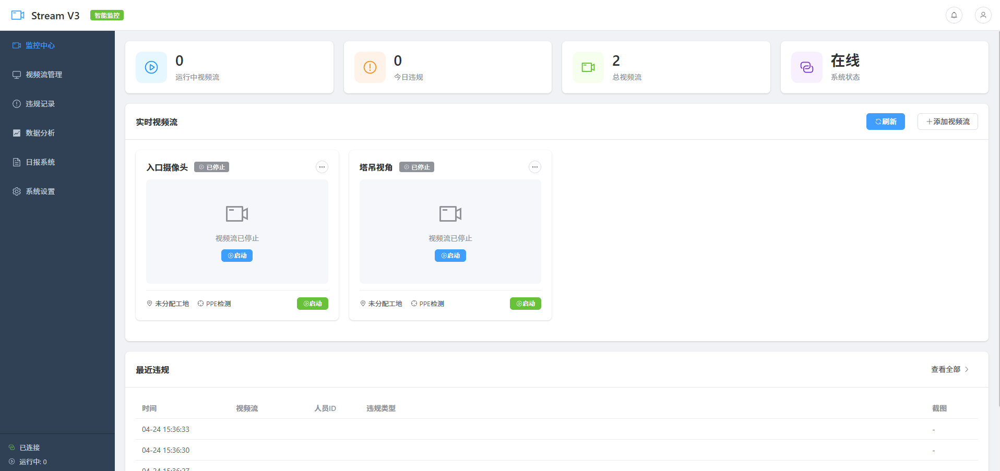 Stream V3 智能监控
监控中心
视频流管理
违规记录
数据分析
日报系统
系统设置
已连接
运行中: 0
0
运行中视频流
0
今日违规
2
总视频流
在线
系统状态
实时视频流
刷新
添加视频流
入口摄像头 已停止
视频流已停止
启动
未分配工地 PPE检测 启动
塔吊视角 已停止
视频流已停止
启动
未分配工地 PPE检测 启动
最近违规
查看全部
时间 视频流 人员ID 违规类型 截图
04-24 15:36:33 -
04-24 15:36:30 -
04-24 15:36:27